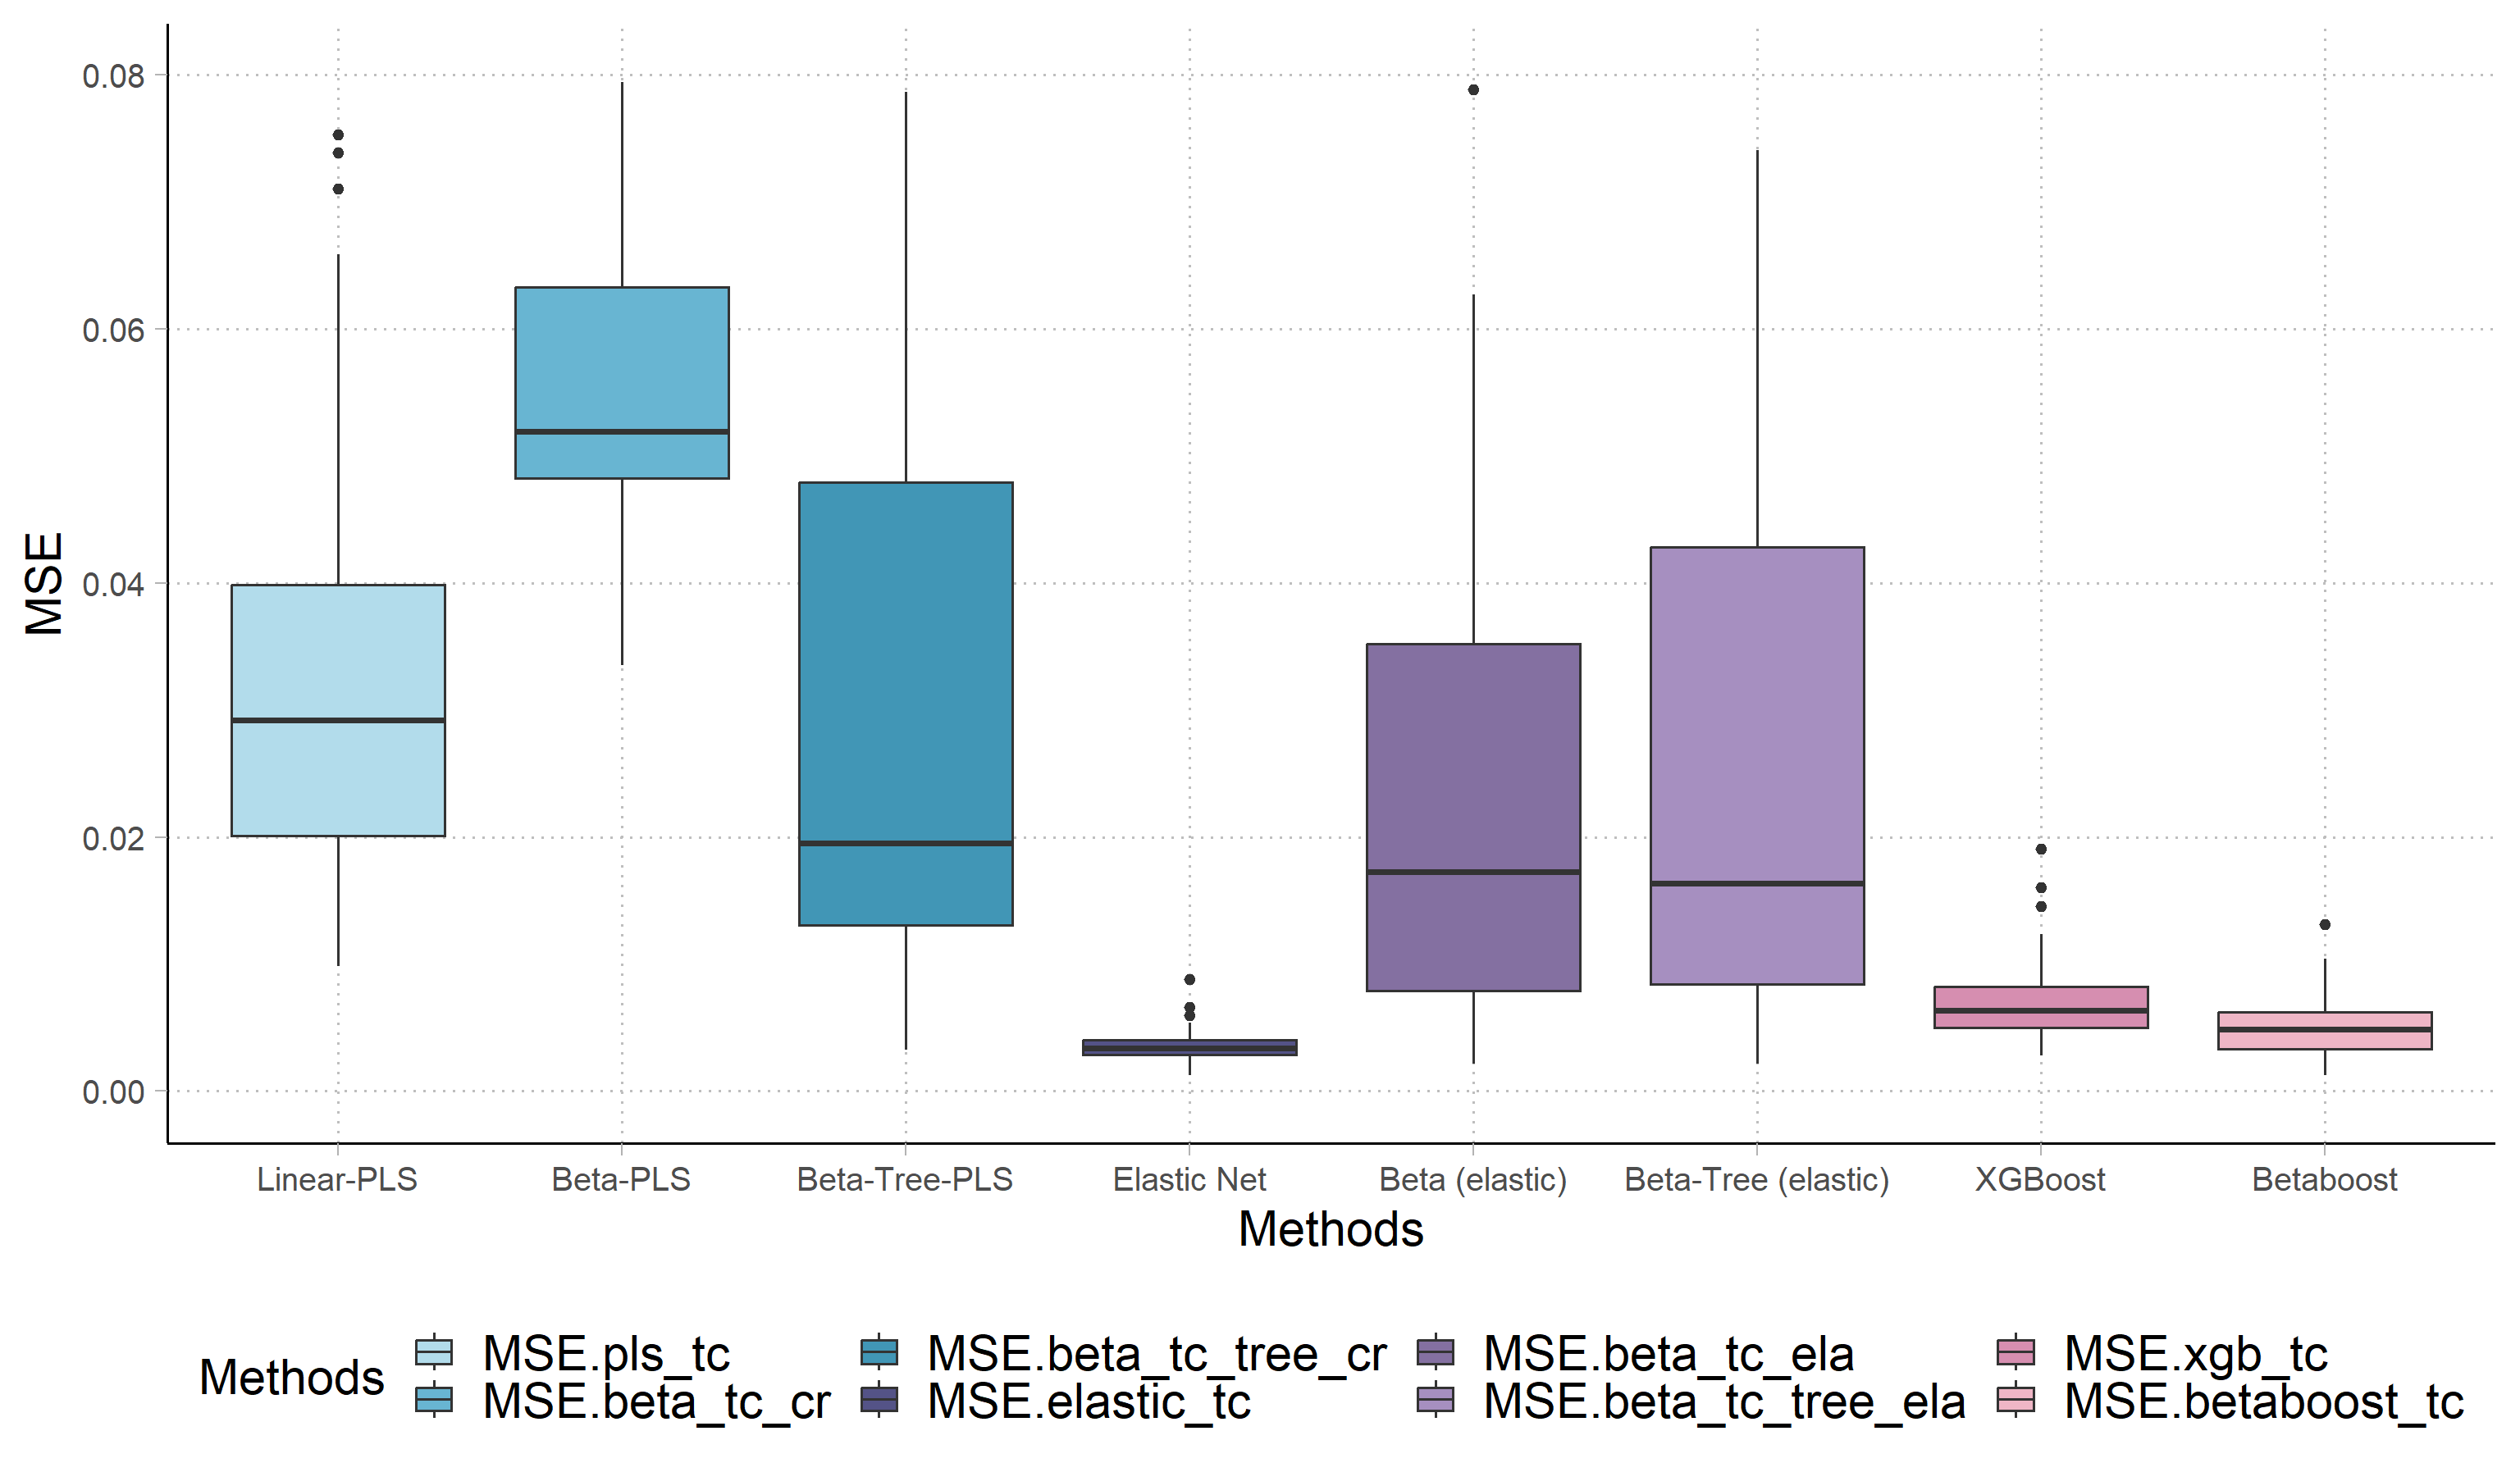 MSE
0.08
0.06
0.04
0.02
0.00
Linear-PLS Beta-PLS Beta-Tree-PLS Elastic Net Beta (elastic) Beta-Tree (elastic) XGBoost Betaboost
Methods
Methods
MSE.pls_tc MSE.beta_tc_tree_cr MSE.beta_tc_ela MSE.xgb_tc
MSE.beta_tc_cr MSE.elastic_tc MSE.beta_tc_tree_ela MSE.betaboost_tc